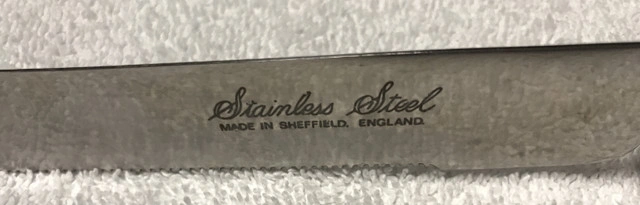 Stainless Steel
MADE IN SHEFFIELD. ENGLAND.